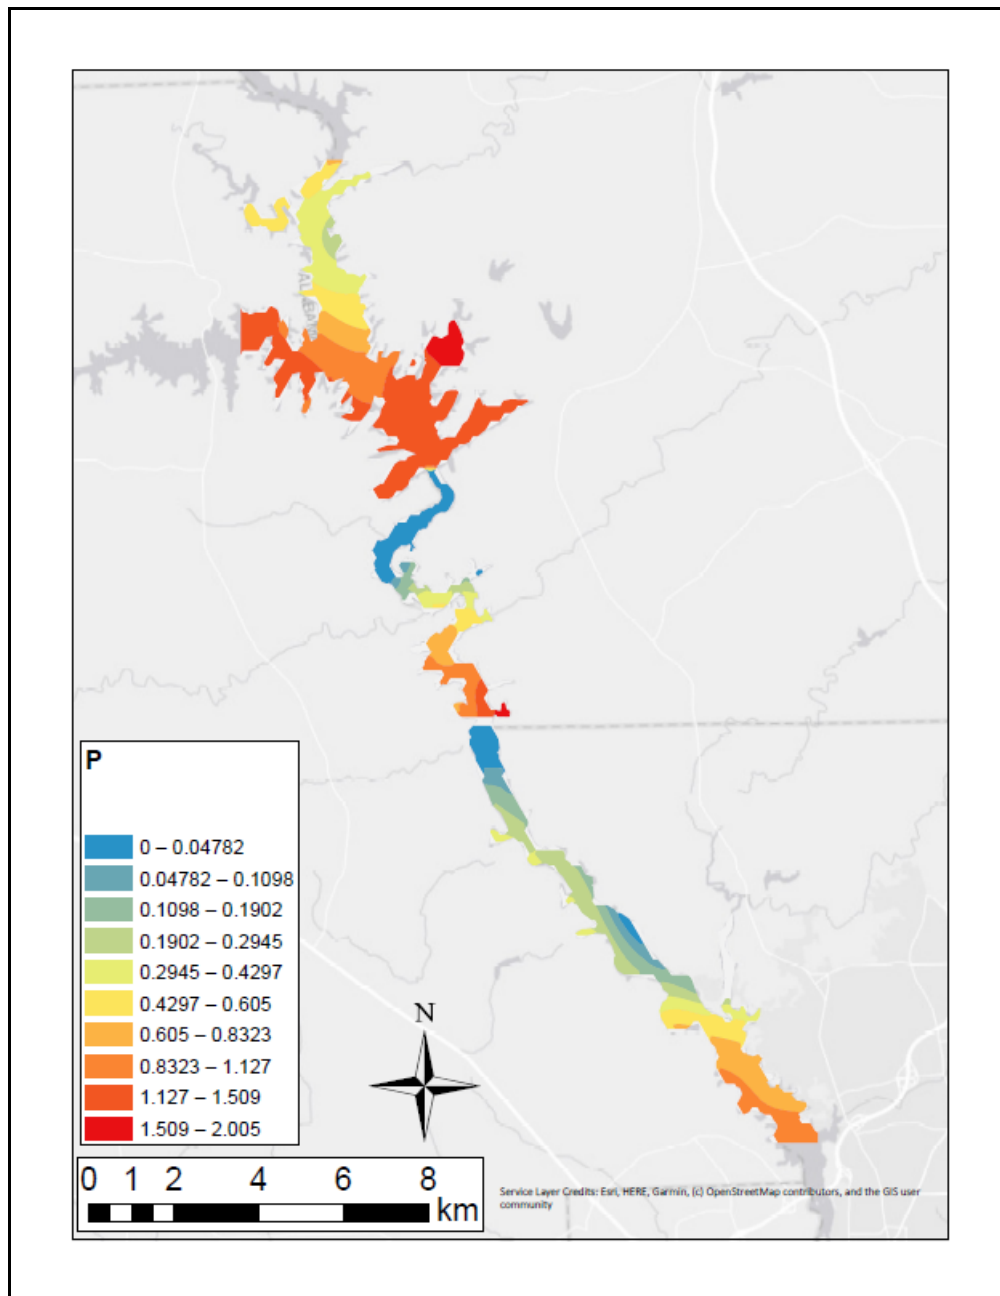 ALABAMA
P
0 – 0.04782
0.04782 – 0.1098
0.1098 – 0.1902
0.1902 – 0.2945
0.2945 – 0.4297
0.4297 – 0.605
0.605 – 0.8323
0.8323 – 1.127
1.127 – 1.509
1.509 – 2.005
N
0 1 2 4 6 8
km
Service Layer Credits: Esri, HERE, Garmin, (c) OpenStreetMap contributors, and the GIS user
community